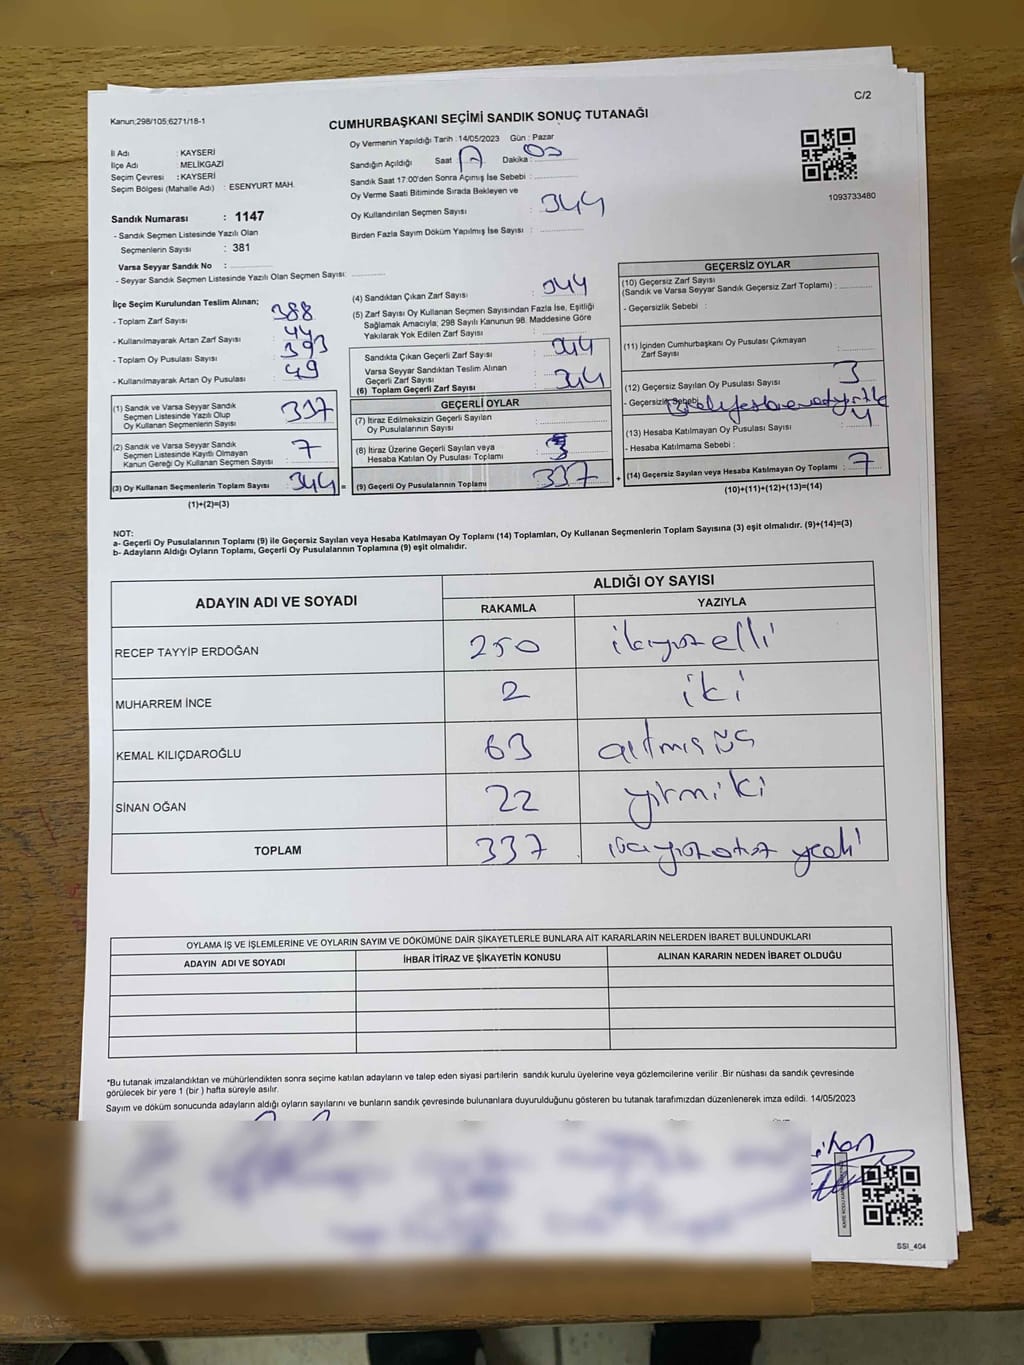 C/2
Kanun:298/105;6271/18-1
CUMHURBAŞKANI SEÇİMİ SANDIK SONUÇ TUTANAĞI
İl Adı : KAYSERİ
İlçe Adı : MELİKGAZİ
Seçim Çevresi : KAYSERİ
Seçim Bölgesi (Mahalle Adı) : ESENYURT MAH.
Oy Vermenin Yapıldığı Tarih : 14/05/2023 Gün : Pazar
Sandığın Açıldığı Saat Dakika : 00
Sandık Saat 17:00'den Sonra Açımış İse Sebebi :
Oy Verme Saati Bitiminde Sırada Bekleyen ve
Oy Kullandırılan Seçmen Sayısı : 344
Birden Fazla Sayım Döküm Yapılmış İse Sayısı :
1093733480
Sandık Numarası : 1147
- Sandık Seçmen Listesinde Yazılı Olan
Seçmenlerin Sayısı : 381
Varsa Seyyar Sandık No :
- Seyyar Sandık Seçmen Listesinde Yazılı Olan Seçmen Sayısı:
İlçe Seçim Kurulundan Teslim Alınan;
- Toplam Zarf Sayısı : 388
- Kullanılmayarak Artan Zarf Sayısı : 44
- Toplam Oy Pusulası Sayısı : 393
- Kullanılmayarak Artan Oy Pusulası : 49
(1) Sandık ve Varsa Seyyar Sandık
Seçmen Listesinde Yazılı Olup
Oy Kullanan Seçmenlerin Sayısı : 337
(2) Sandık ve Varsa Seyyar Sandık
Seçmen Listesinde Kayıtlı Olmayan
Kanun Gereği Oy Kullanan Seçmen Sayısı : 7
(3) Oy Kullanan Seçmenlerin Toplam Sayısı : 344 =
(1)+(2)=(3)
(4) Sandıktan Çıkan Zarf Sayısı : 344
(5) Zarf Sayısı Oy Kullanan Seçmen Sayısından Fazla İse, Eşitliği
Sağlamak Amacıyla; 298 Sayılı Kanunun 98. Maddesine Göre
Yakılarak Yok Edilen Zarf Sayısı :
Sandıkta Çıkan Geçerli Zarf Sayısı : 344
Varsa Seyyar Sandıktan Teslim Alınan
Geçerli Zarf Sayısı :
(6) Toplam Geçerli Zarf Sayısı : 344
GEÇERLİ OYLAR
(7) İtiraz Edilmeksizin Geçerli Sayılan
Oy Pusulalarının Sayısı :
(8) İtiraz Üzerine Geçerli Sayılan veya
Hesaba Katılan Oy Pusulası Toplamı : 3
(9) Geçerli Oy Pusulalarının Toplamı : 337 +
GEÇERSİZ OYLAR
(10) Geçersiz Zarf Sayısı
(Sandık ve Varsa Seyyar Sandık Geçersiz Zarf Toplamı) :
- Geçersizlik Sebebi :
(11) İçinden Cumhurbaşkanı Oy Pusulası Çıkmayan
Zarf Sayısı :
(12) Geçersiz Sayılan Oy Pusulası Sayısı : 3
- Geçersizlik Sebebi
(13) Hesaba Katılmayan Oy Pusulası Sayısı : 4
- Hesaba Katılmama Sebebi :
(14) Geçersiz Sayılan veya Hesaba Katılmayan Oy Toplamı : 7
(10)+(11)+(12)+(13)=(14)
NOT:
a- Geçerli Oy Pusulalarının Toplamı (9) ile Geçersiz Sayılan veya Hesaba Katılmayan Oy Toplamı (14) Toplamları, Oy Kullanan Seçmenlerin Toplam Sayısına (3) eşit olmalıdır. (9)+(14)=(3)
b- Adayların Aldığı Oyların Toplamı, Geçerli Oy Pusulalarının Toplamına (9) eşit olmalıdır.
ADAYIN ADI VE SOYADI ALDIĞI OY SAYISI
RAKAMLA YAZIYLA
RECEP TAYYİP ERDOĞAN 250 ikiyüzelli
MUHARREM İNCE 2 iki
KEMAL KILIÇDAROĞLU 63 altmış üç
SİNAN OĞAN 22 yirmiki
TOPLAM 337
OYLAMA İŞ VE İŞLEMLERİNE VE OYLARIN SAYIM VE DÖKÜMÜNE DAİR ŞİKAYETLERLE BUNLARA AİT KARARLARIN NELERDEN İBARET BULUNDUKLARI
ADAYIN ADI VE SOYADI İHBAR İTİRAZ VE ŞİKAYETİN KONUSU ALINAN KARARIN NEDEN İBARET OLDUĞU
*Bu tutanak imzalandıktan ve mühürlendikten sonra seçime katılan adayların ve talep eden siyasi partilerin sandık kurulu üyelerine veya gözlemcilerine verilir .Bir nüshası da sandık çevresinde
görülecek bir yere 1 (bir ) hafta süreyle asılır.
Sayım ve döküm sonucunda adayların aldığı oyların sayılarını ve bunların sandık çevresinde bulunanlara duyurulduğunu gösteren bu tutanak tarafımızdan düzenlenerek imza edildi. 14/05/2023
SSI_404